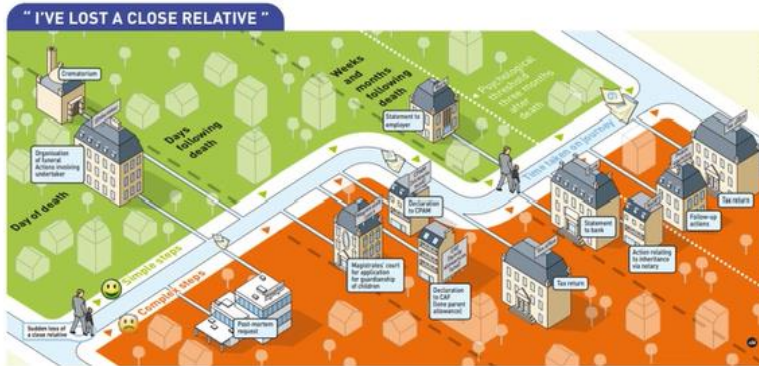 “ I'VE LOST A CLOSE RELATIVE ”
Crematorium
Organisation
of funeral
Actions involving
undertaker
Day of death
Days
following
death
Weeks
and
months
following
death
Statement to
employer
Psychological
threshold
three months
after
death
Time taken on journey
Simple steps
Complex steps
Sudden loss of
a close relative
Post-mortem
request
Magistrates' court
for application
for guardianship
of children
Declaration
to CPAM
Declaration
to CAF
(lone parent
allowance)
Tax return
Statement
to bank
Action relating
to inheritance
via notary
Follow-up
actions
Tax return